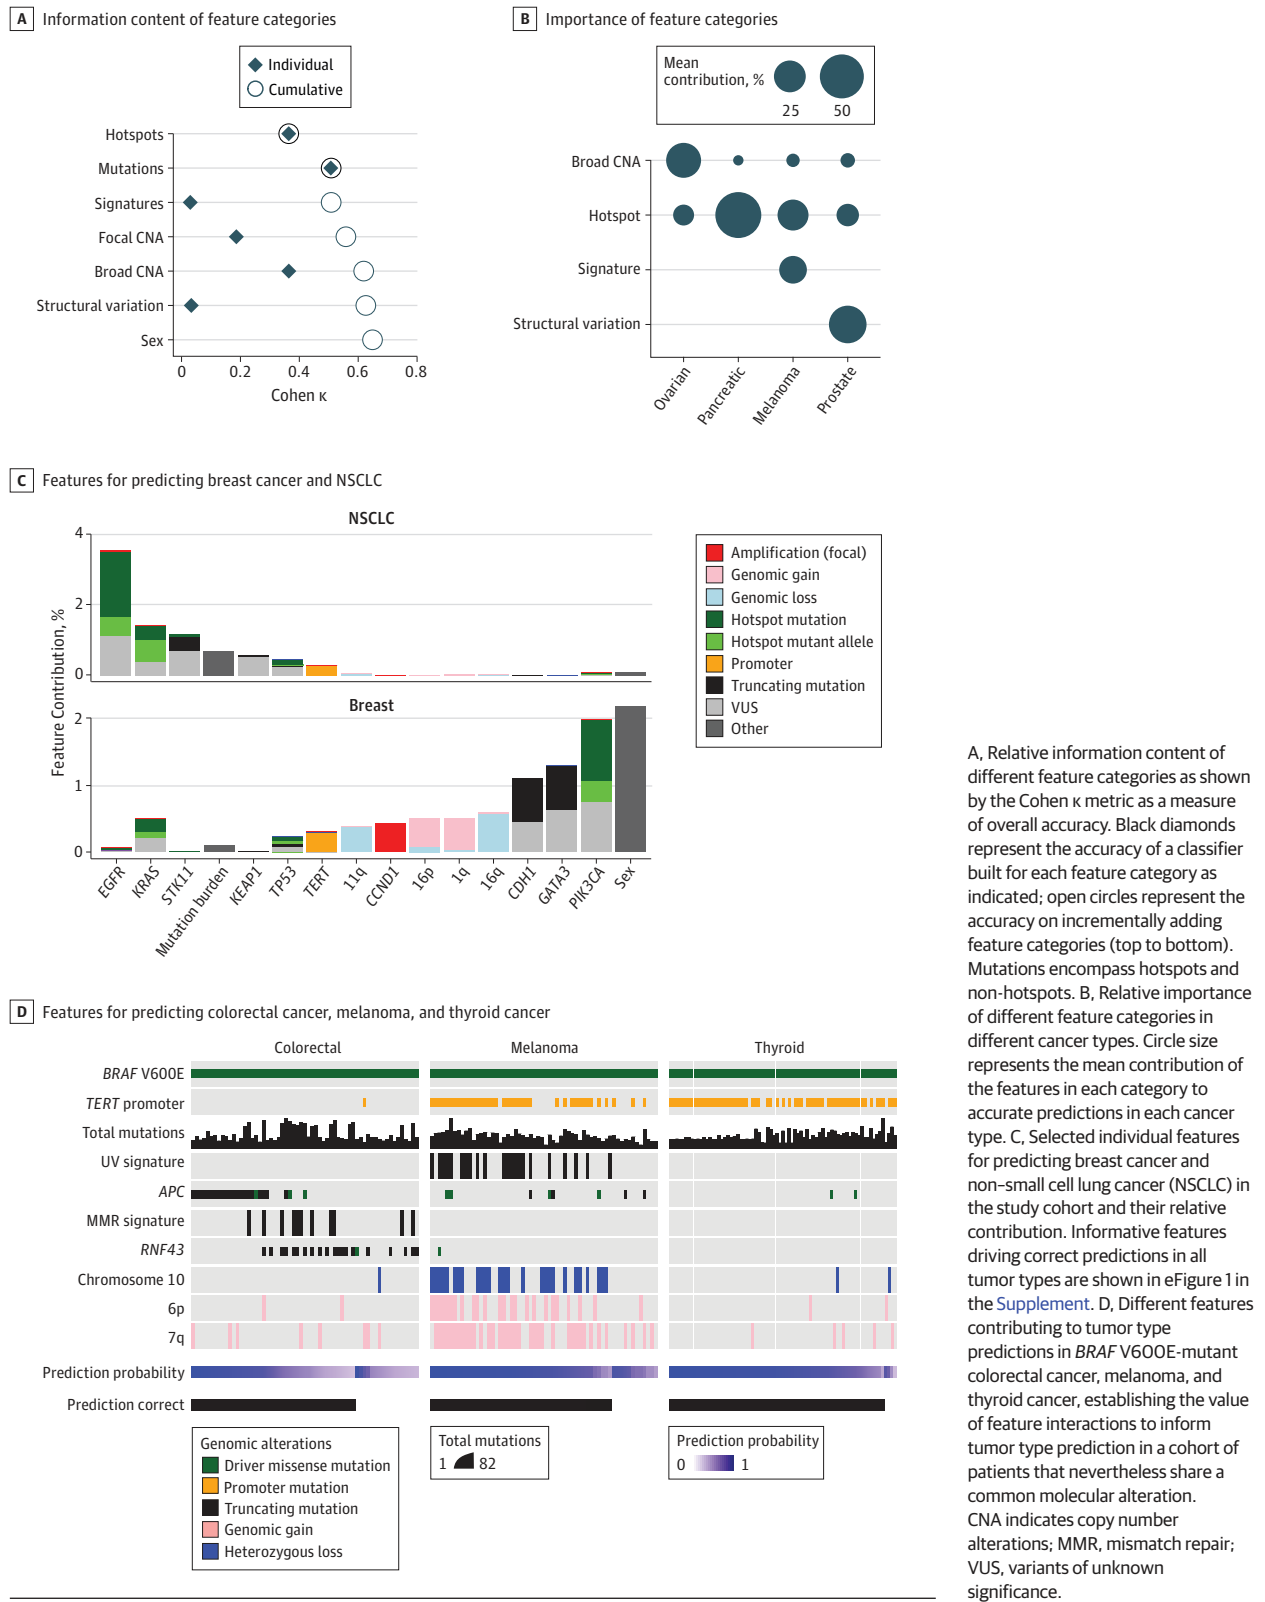 A Information content of feature categories
Individual
Cumulative
Hotspots
Mutations
Signatures
Focal CNA
Broad CNA
Structural variation
Sex
0 0.2 0.4 0.6 0.8
Cohen κ
B Importance of feature categories
Mean
contribution, %
25 50
Broad CNA
Hotspot
Signature
Structural variation
Ovarian
Pancreatic
Melanoma
Prostate
C Features for predicting breast cancer and NSCLC
NSCLC
4
2
0
Breast
2
1
0
Feature Contribution, %
EGFR
KRAS
STK11
Mutation burden
KEAP1
TP53
TERT
11q
CCND1
16p
1q
16q
CDH1
GATA3
PIK3CA
Sex
Amplification (focal)
Genomic gain
Genomic loss
Hotspot mutation
Hotspot mutant allele
Promoter
Truncating mutation
VUS
Other
D Features for predicting colorectal cancer, melanoma, and thyroid cancer
Colorectal Melanoma Thyroid
BRAF V600E
TERT promoter
Total mutations
UV signature
APC
MMR signature
RNF43
Chromosome 10
6p
7q
Prediction probability
Prediction correct
Genomic alterations
Driver missense mutation
Promoter mutation
Truncating mutation
Genomic gain
Heterozygous loss
Total mutations
1 82
Prediction probability
0 1
A, Relative information content of
different feature categories as shown
by the Cohen κ metric as a measure
of overall accuracy. Black diamonds
represent the accuracy of a classifier
built for each feature category as
indicated; open circles represent the
accuracy on incrementally adding
feature categories (top to bottom).
Mutations encompass hotspots and
non-hotspots. B, Relative importance
of different feature categories in
different cancer types. Circle size
represents the mean contribution of
the features in each category to
accurate predictions in each cancer
type. C, Selected individual features
for predicting breast cancer and
non–small cell lung cancer (NSCLC) in
the study cohort and their relative
contribution. Informative features
driving correct predictions in all
tumor types are shown in eFigure 1 in
the Supplement. D, Different features
contributing to tumor type
predictions in BRAF V600E-mutant
colorectal cancer, melanoma, and
thyroid cancer, establishing the value
of feature interactions to inform
tumor type prediction in a cohort of
patients that nevertheless share a
common molecular alteration.
CNA indicates copy number
alterations; MMR, mismatch repair;
VUS, variants of unknown
significance.